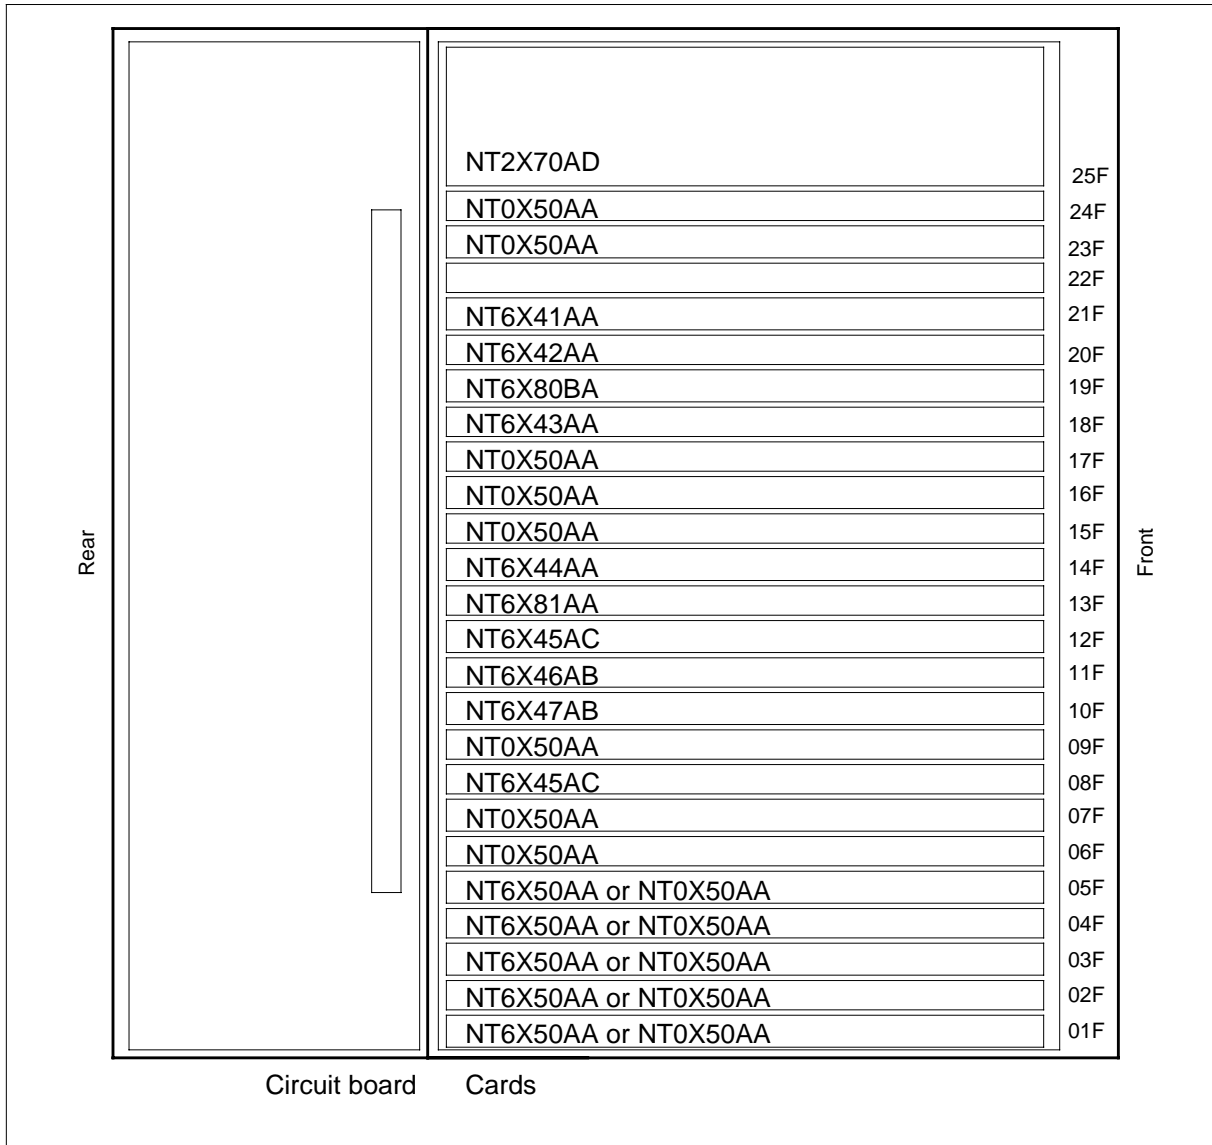 NT2X70AD 25F
NT0X50AA 24F
NT0X50AA 23F
22F
NT6X41AA 21F
NT6X42AA 20F
NT6X80BA 19F
NT6X43AA 18F
NT0X50AA 17F
NT0X50AA 16F
NT0X50AA 15F
Rear
Front
NT6X44AA 14F
NT6X81AA 13F
NT6X45AC 12F
NT6X46AB 11F
NT6X47AB 10F
NT0X50AA 09F
NT6X45AC 08F
NT0X50AA 07F
NT0X50AA 06F
NT6X50AA or NT0X50AA 05F
NT6X50AA or NT0X50AA 04F
NT6X50AA or NT0X50AA 03F
NT6X50AA or NT0X50AA 02F
NT6X50AA or NT0X50AA 01F
Circuit board Cards